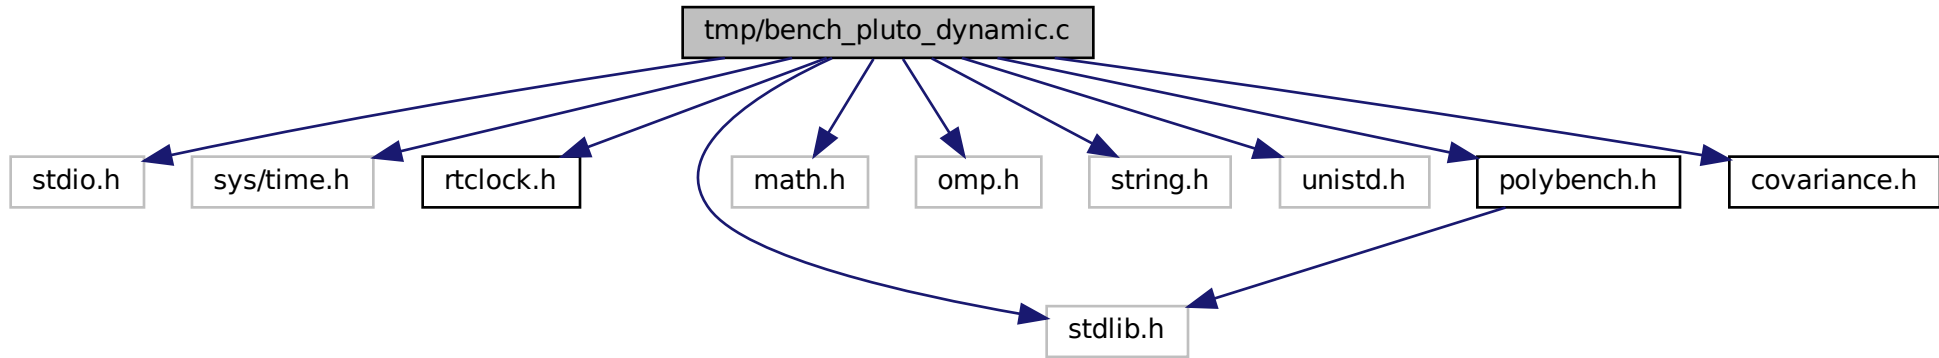 tmp/bench_pluto_dynamic.c
stdio.h
sys/time.h
rtclock.h
math.h
omp.h
string.h
unistd.h
polybench.h
covariance.h
stdlib.h